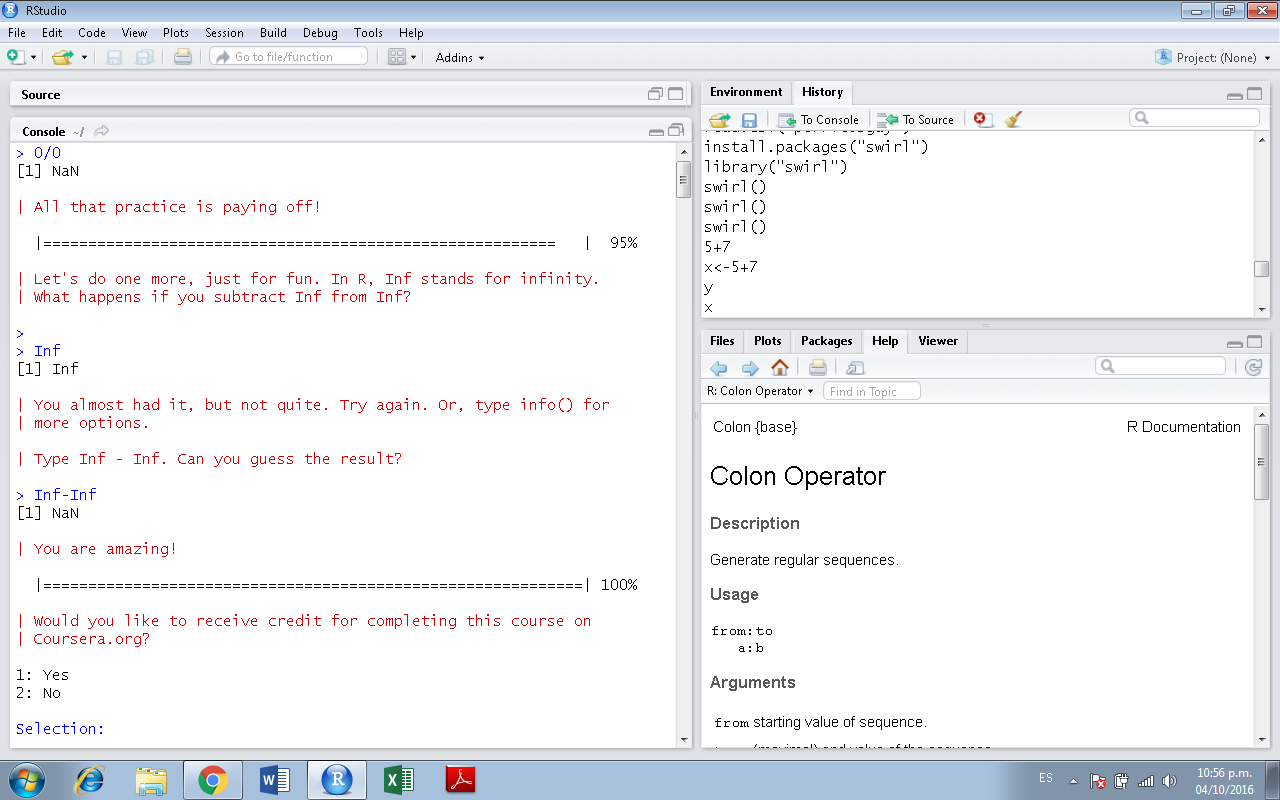 RStudio
File Edit Code View Plots Session Build Debug Tools Help
Go to file/function Addins Project: (None)
Source
Console ~/
> 0/0
[1] NaN
| All that practice is paying off!
|========================================================= | 95%
| Let's do one more, just for fun. In R, Inf stands for infinity.
| What happens if you subtract Inf from Inf?
>
> Inf
[1] Inf
| You almost had it, but not quite. Try again. Or, type info() for
| more options.
| Type Inf - Inf. Can you guess the result?
> Inf-Inf
[1] NaN
| You are amazing!
|============================================================| 100%
| Would you like to receive credit for completing this course on
| Coursera.org?
1: Yes
2: No
Selection:
Environment History
To Console To Source
install.packages("swirl")
library("swirl")
swirl()
swirl()
swirl()
5+7
x<-5+7
y
x
Files Plots Packages Help Viewer
R: Colon Operator Find in Topic
Colon {base} R Documentation
Colon Operator
Description
Generate regular sequences.
Usage
from:to
a:b
Arguments
from starting value of sequence.
(maximal) end value of the sequence.
ES 10:56 p.m.
04/10/2016